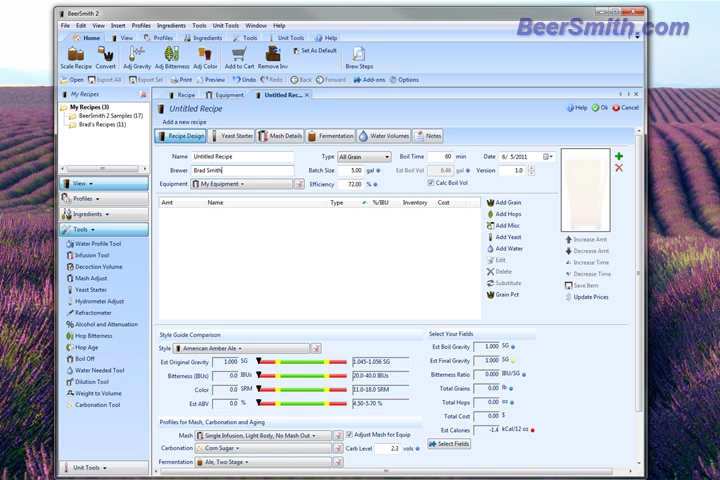 BeerSmith 2
BeerSmith.com
File Edit View Insert Profiles Ingredients Tools Unit Tools Window Help
Home View Profiles Ingredients Tools Unit Tools Help
Scale Recipe Convert Adj Gravity Adj Bitterness Adj Color Add to Cart Remove Inv Set As Default Brew Steps
Open Export All Export Sel Print Preview Undo Redo Back Forward Add-ons Options
My Recipes
My Recipes (3)
BeerSmith 2 Samples (17)
Brad's Recipes (11)
View
Profiles
Ingredients
Tools
Water Profile Tool
Infusion Tool
Decoction Volume
Mash Adjust
Yeast Starter
Hydrometer Adjust
Refractometer
Alcohol and Attenuation
Hop Bitterness
Hop Age
Boil Off
Water Needed Tool
Dilution Tool
Weight to Volume
Carbonation Tool
Unit Tools
Recipe Equipment Untitled Rec...
Untitled Recipe
Help Ok Cancel
Add a new recipe
Recipe Design Yeast Starter Mash Details Fermentation Water Volumes Notes
Name Untitled Recipe Type All Grain Boil Time 60 min Date 6/ 5/2011
Brewer Brad Smith Batch Size 5.00 gal Est Boil Vol 6.46 gal Version 1.0
Equipment My Equipment Efficiency 72.00 % Calc Boil Vol
Amt Name Type %/IBU Inventory Cost
Add Grain
Add Hops
Add Misc
Add Yeast
Add Water
Edit
Delete
Substitute
Grain Pct
Increase Amt
Decrease Amt
Increase Time
Decrease Time
Save Item
Update Prices
Style Guide Comparison
Style American Amber Ale
Est Original Gravity 1.000 SG 1.045-1.056 SG
Bitterness (IBUs) 0.0 IBUs 20.0-40.0 IBUs
Color 0.0 SRM 11.0-18.0 SRM
Est ABV 0.0 % 4.50-5.70 %
Select Your Fields
Est Boil Gravity 1.000 SG
Est Final Gravity 1.000 SG
Bitterness Ratio 0.000 IBU/SG
Total Grains 0.00 lb
Total Hops 0.00 oz
Total Cost 0.00 $
Est Calories -1.4 kCal/12 oz
Select Fields
Profiles for Mash, Carbonation and Aging
Mash Single Infusion, Light Body, No Mash Out Adjust Mash for Equip
Carbonation Corn Sugar Carb Level 2.3 vols
Fermentation Ale, Two Stage